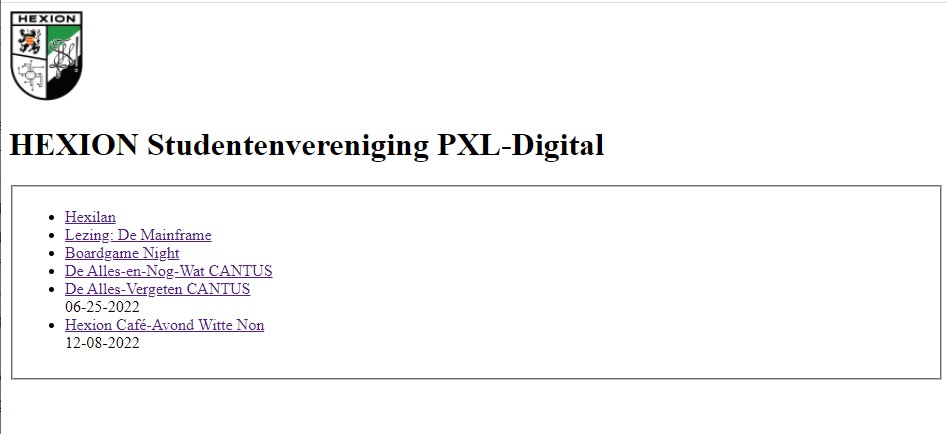 HEXION
HEXION Studentenvereniging PXL-Digital
Hexilan
Lezing: De Mainframe
Boardgame Night
De Alles-en-Nog-Wat CANTUS
De Alles-Vergeten CANTUS
06-25-2022
Hexion Café-Avond Witte Non
12-08-2022